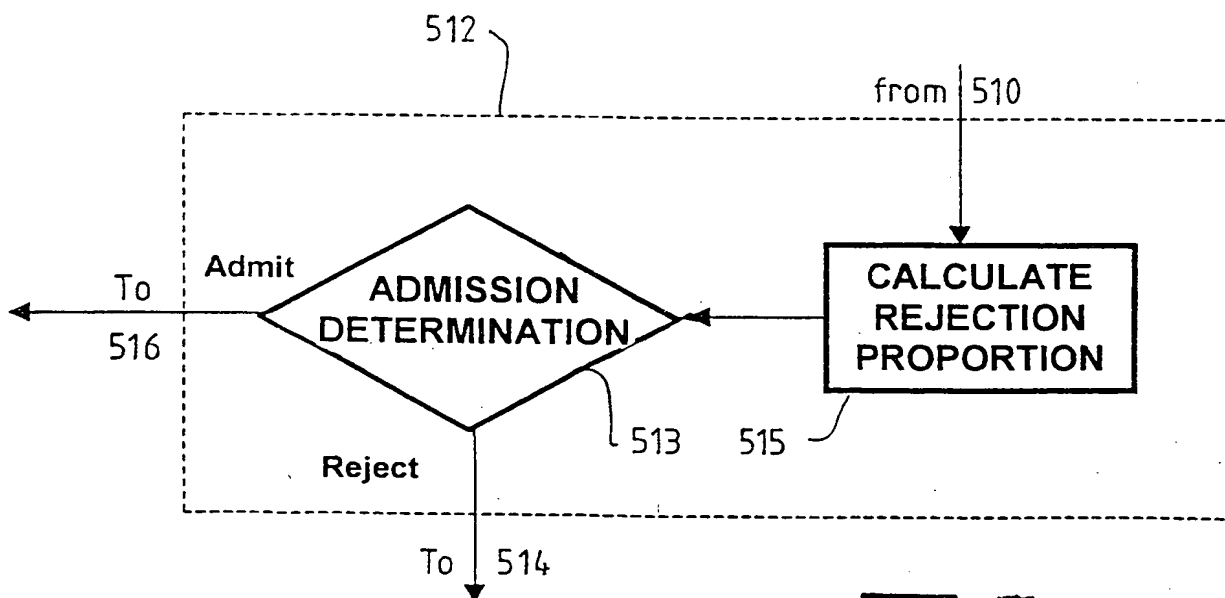 512
from 510
Admit
ADMISSION
DETERMINATION
CALCULATE
REJECTION
PROPORTION
To
516
513
515
Reject
To 514